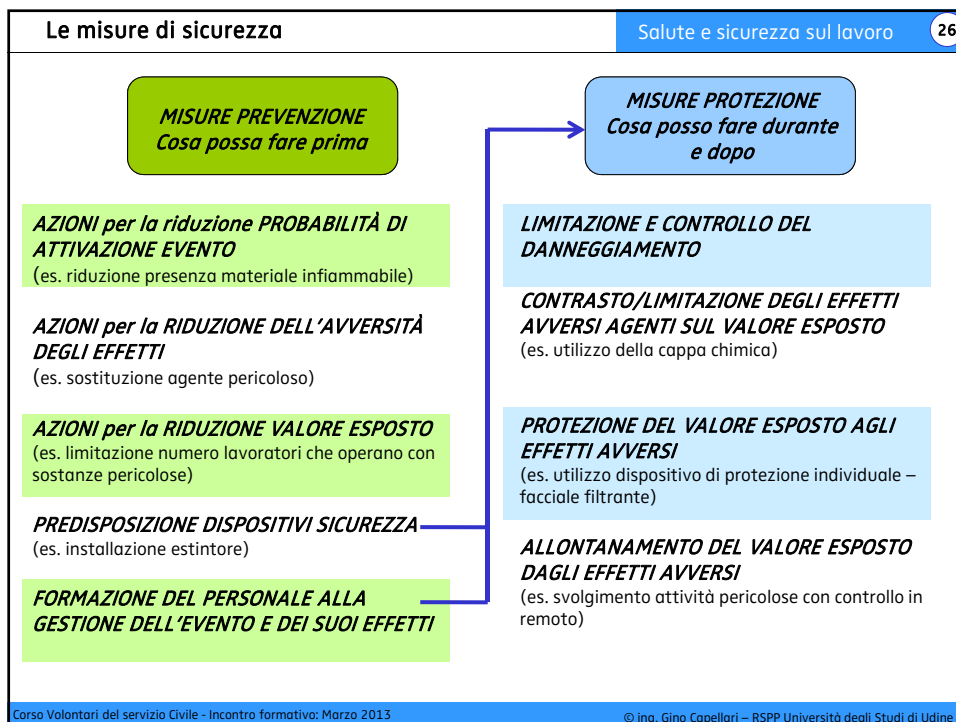 Le misure di sicurezza
Salute e sicurezza sul lavoro
26
MISURE PREVENZIONE
Cosa possa fare prima
MISURE PROTEZIONE
Cosa posso fare durante
e dopo
AZIONI per la riduzione PROBABILITÀ DI
ATTIVAZIONE EVENTO
(es. riduzione presenza materiale infiammabile)
AZIONI per la RIDUZIONE DELL'AVVERSITÀ
DEGLI EFFETTI
(es. sostituzione agente pericoloso)
AZIONI per la RIDUZIONE VALORE ESPOSTO
(es. limitazione numero lavoratori che operano con
sostanze pericolose)
PREDISPOSIZIONE DISPOSITIVI SICUREZZA
(es. installazione estintore)
FORMAZIONE DEL PERSONALE ALLA
GESTIONE DELL'EVENTO E DEI SUOI EFFETTI
LIMITAZIONE E CONTROLLO DEL
DANNEGGIAMENTO
CONTRASTO/LIMITAZIONE DEGLI EFFETTI
AVVERSI AGENTI SUL VALORE ESPOSTO
(es. utilizzo della cappa chimica)
PROTEZIONE DEL VALORE ESPOSTO AGLI
EFFETTI AVVERSI
(es. utilizzo dispositivo di protezione individuale –
facciale filtrante)
ALLONTANAMENTO DEL VALORE ESPOSTO
DAGLI EFFETTI AVVERSI
(es. svolgimento attività pericolose con controllo in
remoto)
Corso Volontari del servizio Civile - Incontro formativo: Marzo 2013
© ing. Gino Capellari – RSPP Università degli Studi di Udine